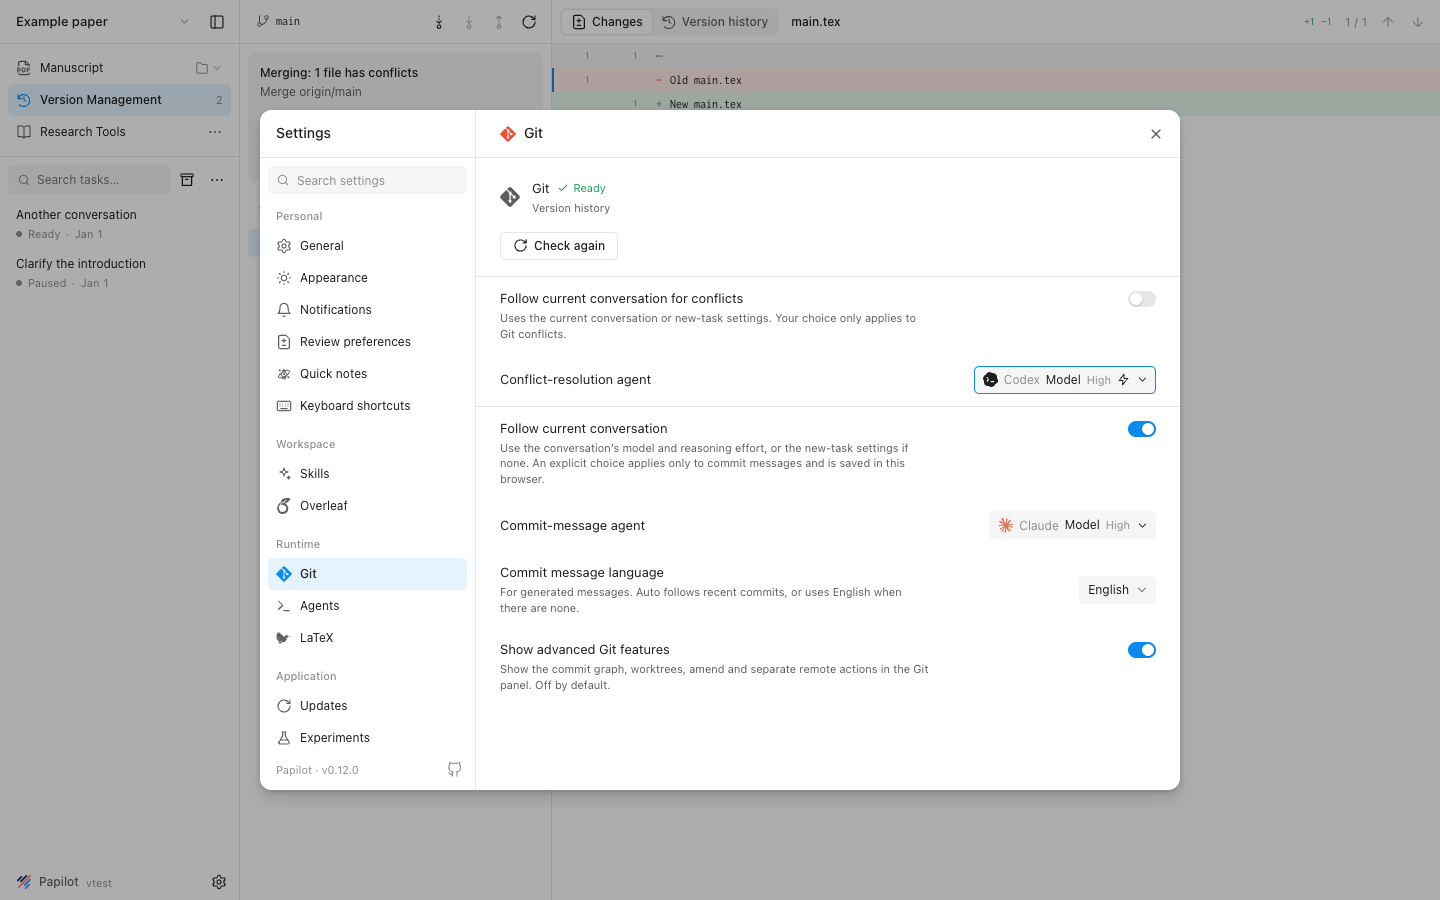 Example paper
main
Changes
Version history
main.tex
+1 −1
1 / 1
Manuscript
Version Management
2
Research Tools
Search tasks...
Another conversation
Ready · Jan 1
Clarify the introduction
Paused · Jan 1
Papilot vtest
Merging: 1 file has conflicts
Merge origin/main
1 1 ⋯
1 − Old main.tex
1 + New main.tex
Settings
Search settings
Personal
General
Appearance
Notifications
Review preferences
Quick notes
Keyboard shortcuts
Workspace
Skills
Overleaf
Runtime
Git
Agents
LaTeX
Application
Updates
Experiments
Papilot · v0.12.0
Git
Git Ready
Version history
Check again
Follow current conversation for conflicts
Uses the current conversation or new-task settings. Your choice only applies to
Git conflicts.
Conflict-resolution agent
Codex Model High
Follow current conversation
Use the conversation's model and reasoning effort, or the new-task settings if
none. An explicit choice applies only to commit messages and is saved in this
browser.
Commit-message agent
Claude Model High
Commit message language
For generated messages. Auto follows recent commits, or uses English when
there are none.
English
Show advanced Git features
Show the commit graph, worktrees, amend and separate remote actions in the Git
panel. Off by default.